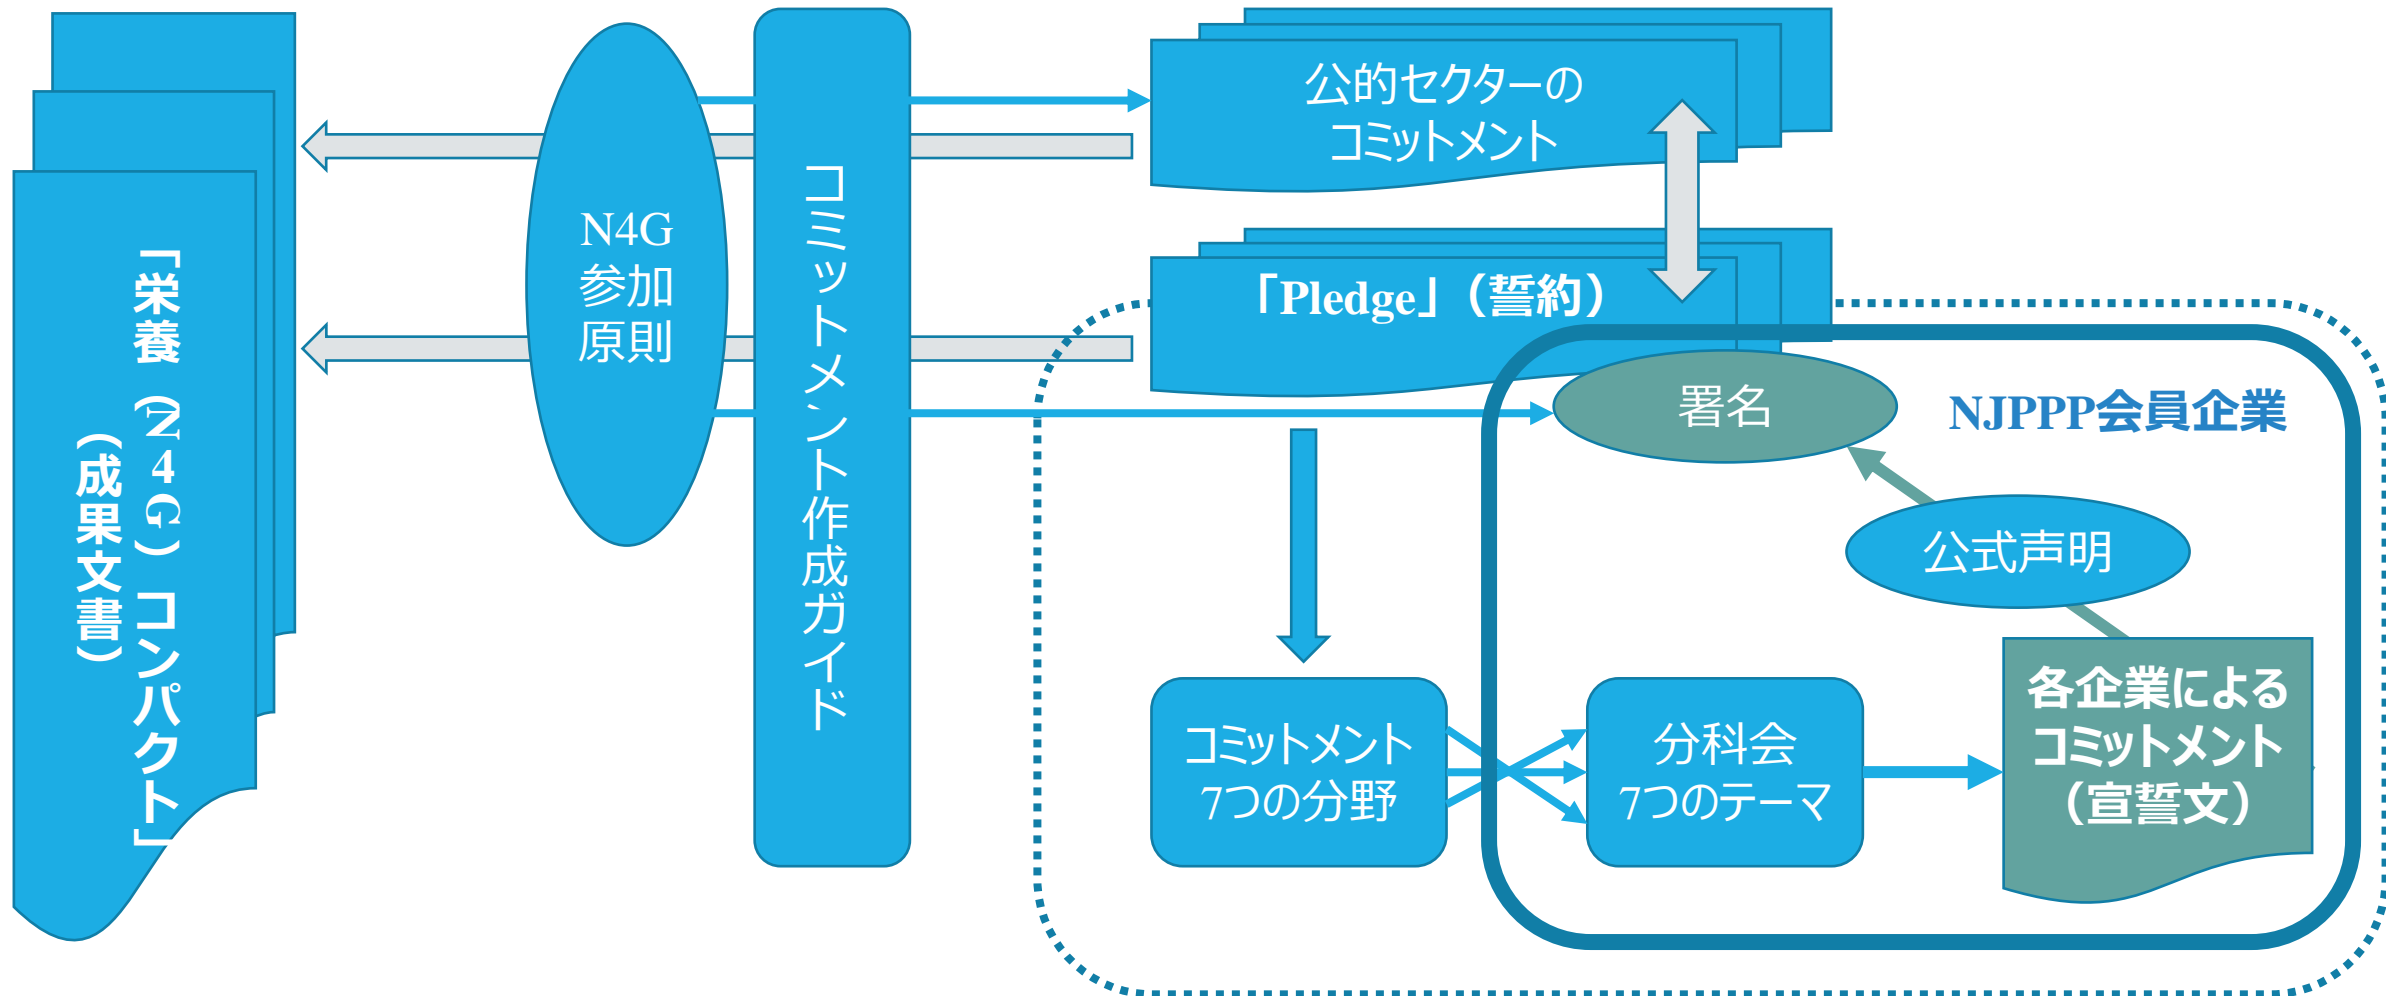 「栄養（N4G）コンパクト」
（成果文書）
N4G
参加
原則
コミットメント作成ガイド
公的セクターの
コミットメント
「Pledge」（誓約）
署名
NJPPP会員企業
公式声明
コミットメント
7つの分野
分科会
7つのテーマ
各企業による
コミットメント
（宣誓文）